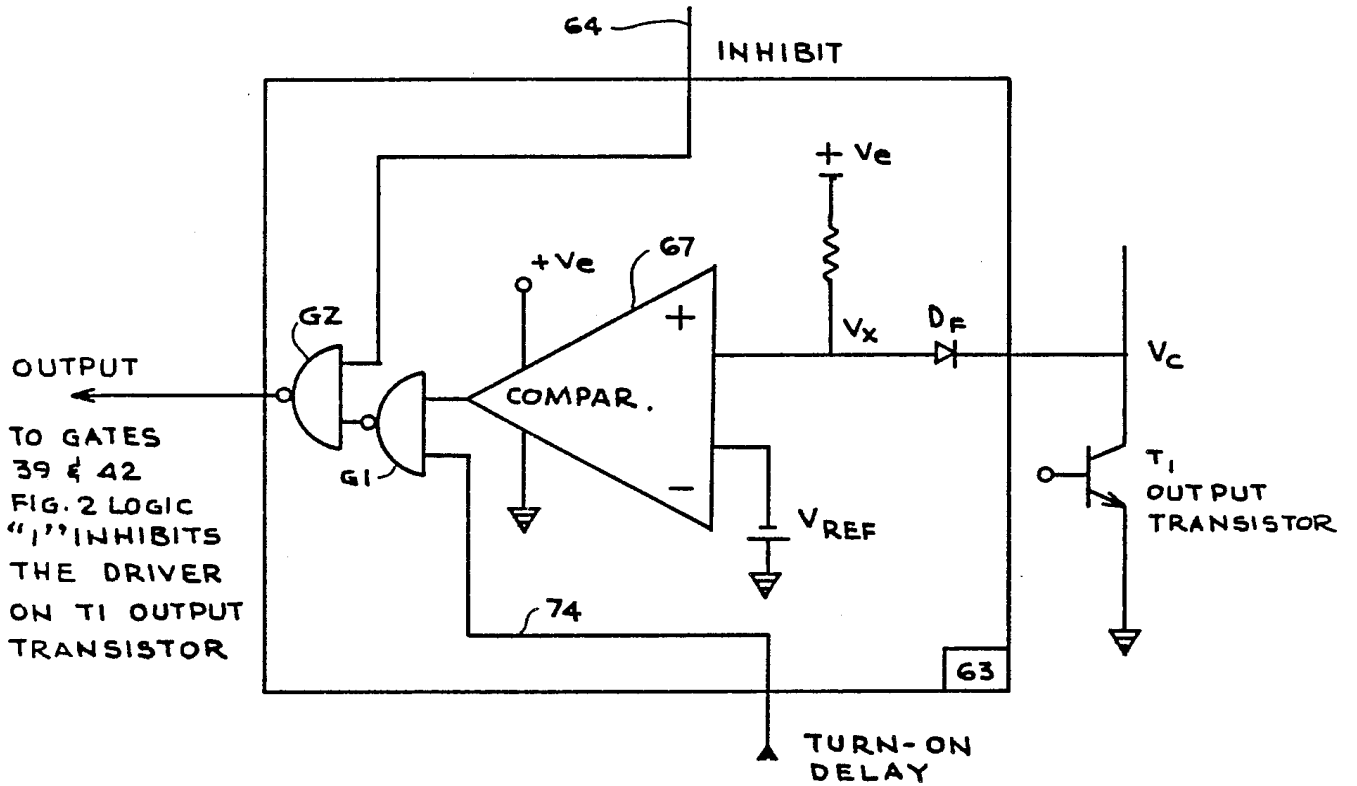 64
INHIBIT
+ Ve
+Ve
67
+
G2
Vx
DF
Vc
OUTPUT
COMPAR.
TO GATES
39 & 42
FIG. 2 LOGIC
"1" INHIBITS
THE DRIVER
ON T1 OUTPUT
TRANSISTOR
G1
−
VREF
T1
OUTPUT
TRANSISTOR
74
63
TURN-ON
DELAY